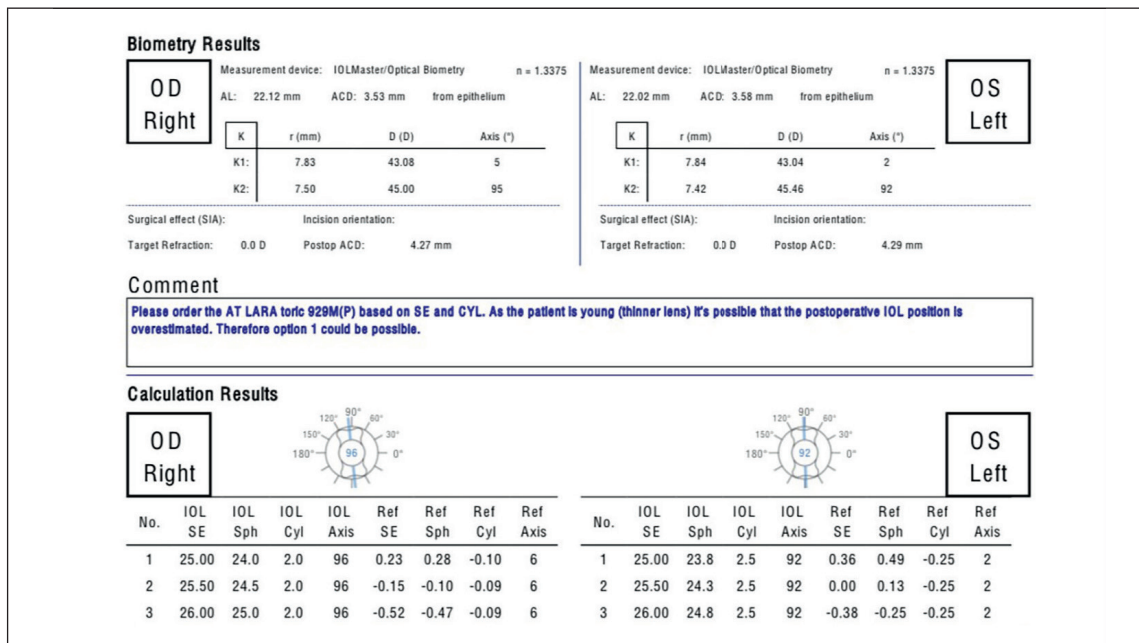 Biometry Results
OD
Right
Measurement device: IOLMaster/Optical Biometry n = 1.3375
AL: 22.12 mm ACD: 3.53 mm from epithelium
K r (mm) D (D) Axis (°)
K1: 7.83 43.08 5
K2: 7.50 45.00 95
Surgical effect (SIA): Incision orientation:
Target Refraction: 0.0 D Postop ACD: 4.27 mm
Measurement device: IOLMaster/Optical Biometry n = 1.3375
AL: 22.02 mm ACD: 3.58 mm from epithelium
OS
Left
K r (mm) D (D) Axis (°)
K1: 7.84 43.04 2
K2: 7.42 45.46 92
Surgical effect (SIA): Incision orientation:
Target Refraction: 0.0 D Postop ACD: 4.29 mm
Comment
Please order the AT LARA toric 929M(P) based on SE and CYL. As the patient is young (thinner lens) it's possible that the postoperative IOL position is
overestimated. Therefore option 1 could be possible.
Calculation Results
OD
Right
120° 90° 60°
150° 30°
180° 96 0°
No. IOL SE IOL Sph IOL Cyl IOL Axis Ref SE Ref Sph Ref Cyl Ref Axis
1 25.00 24.0 2.0 96 0.23 0.28 -0.10 6
2 25.50 24.5 2.0 96 -0.15 -0.10 -0.09 6
3 26.00 25.0 2.0 96 -0.52 -0.47 -0.09 6
120° 90° 60°
150° 30°
180° 92 0°
OS
Left
No. IOL SE IOL Sph IOL Cyl IOL Axis Ref SE Ref Sph Ref Cyl Ref Axis
1 25.00 23.8 2.5 92 0.36 0.49 -0.25 2
2 25.50 24.3 2.5 92 0.00 0.13 -0.25 2
3 26.00 24.8 2.5 92 -0.38 -0.25 -0.25 2